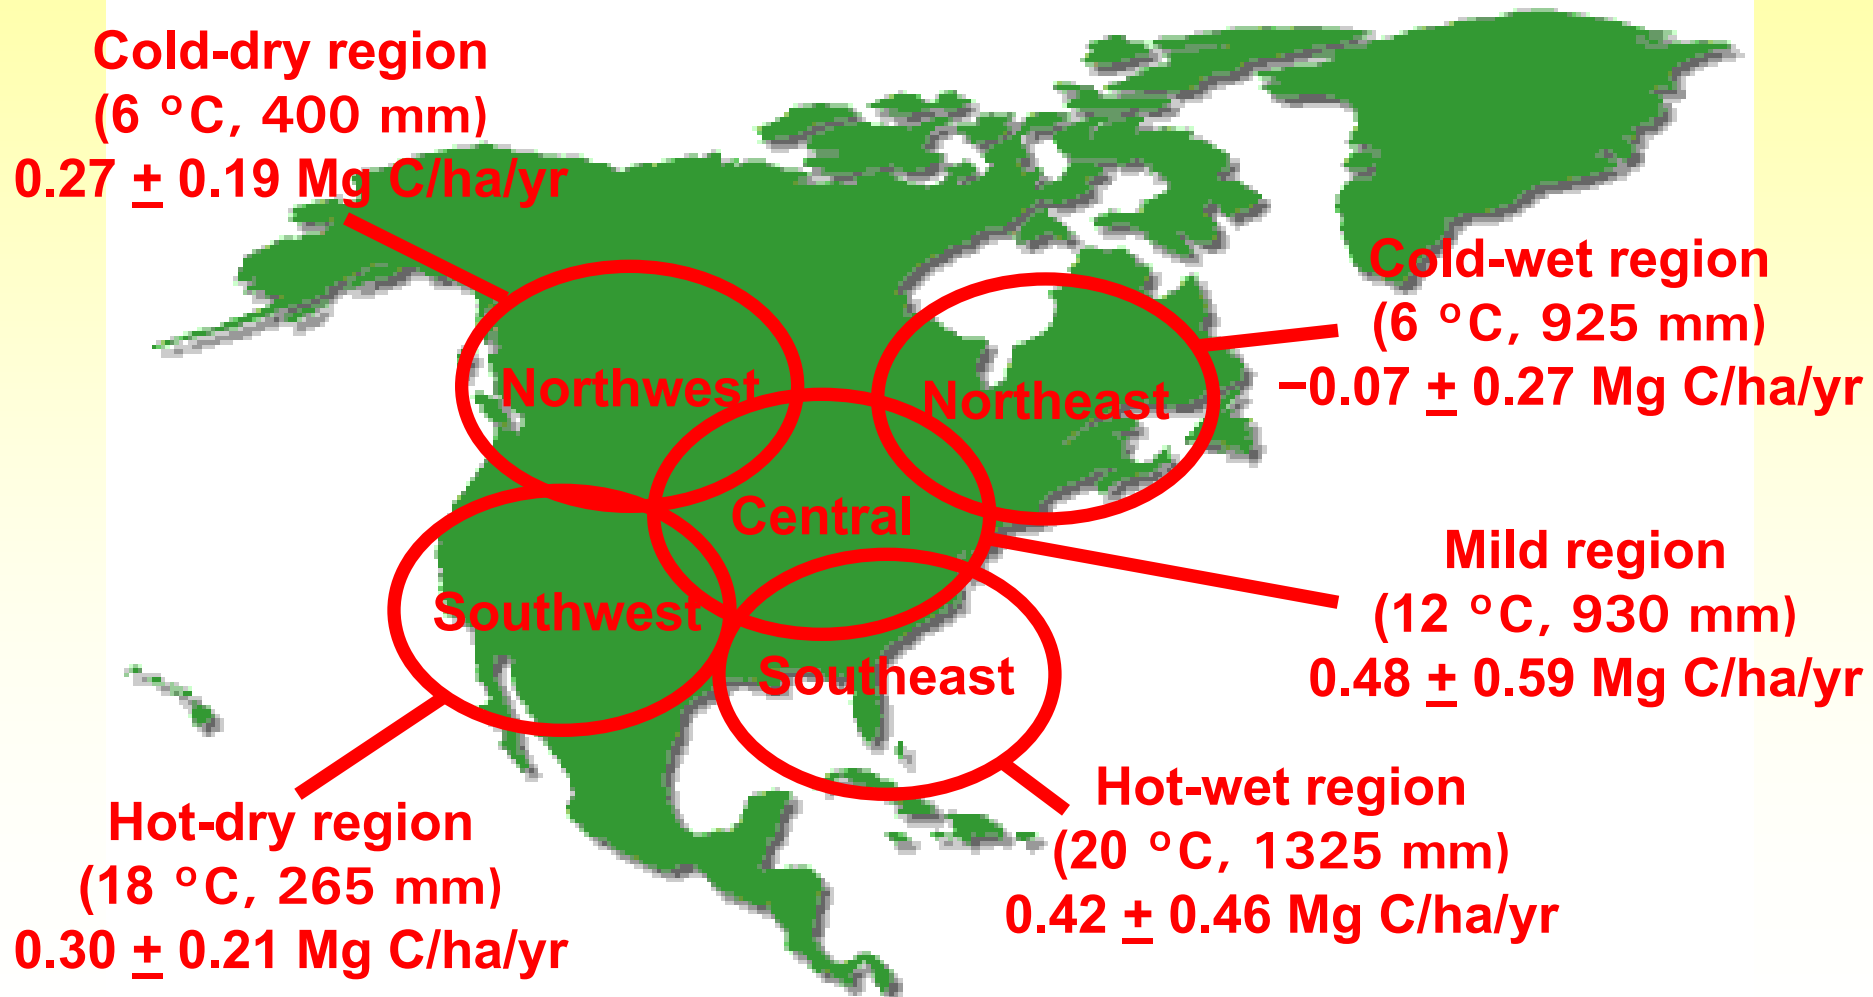 Cold-dry region
(6 °C, 400 mm)
0.27 ± 0.19 Mg C/ha/yr
Cold-wet region
(6 °C, 925 mm)
−0.07 ± 0.27 Mg C/ha/yr
Northwest
Northeast
Central
Mild region
(12 °C, 930 mm)
0.48 ± 0.59 Mg C/ha/yr
Southwest
Southeast
Hot-dry region
(18 °C, 265 mm)
0.30 ± 0.21 Mg C/ha/yr
Hot-wet region
(20 °C, 1325 mm)
0.42 ± 0.46 Mg C/ha/yr